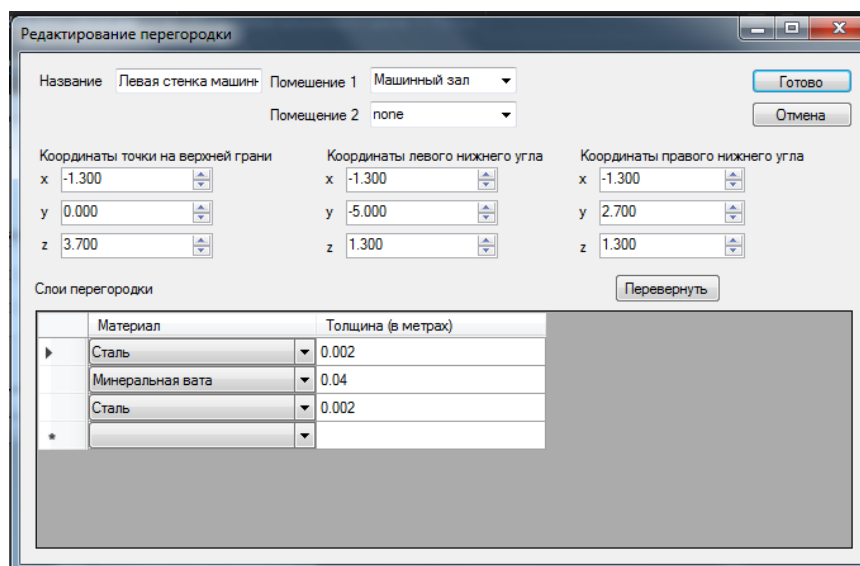 Редактирование перегородки
Название Левая стенка машинн Помешение 1 Машинный зал Готово
Помещение 2 none Отмена
Координаты точки на верхней грани Координаты левого нижнего угла Координаты правого нижнего угла
x -1.300 x -1.300 x -1.300
y 0.000 y -5.000 y 2.700
z 3.700 z 1.300 z 1.300
Слои перегородки Перевернуть
Материал Толщина (в метрах)
Сталь 0.002
Минеральная вата 0.04
Сталь 0.002